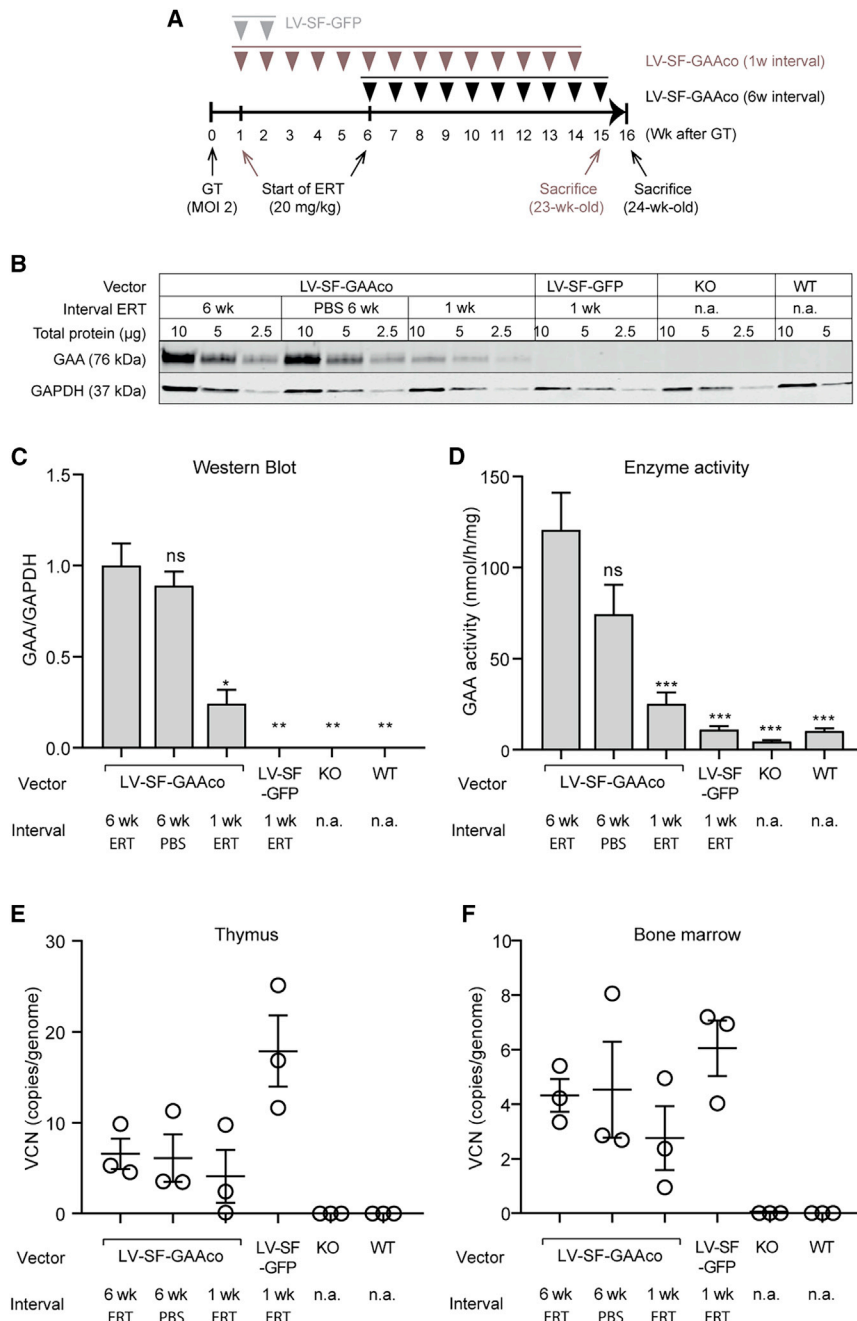 A
LV-SF-GFP
LV-SF-GAAco (1w interval)
LV-SF-GAAco (6w interval)
0 1 2 3 4 5 6 7 8 9 10 11 12 13 14 15 16 (Wk after GT)
GT Start of ERT Sacrifice Sacrifice
(MOI 2) (20 mg/kg) (23-wk-old) (24-wk-old)
B
Vector LV-SF-GAAco LV-SF-GFP KO WT
Interval ERT 6 wk PBS 6 wk 1 wk 1 wk n.a. n.a.
Total protein (µg) 10 5 2.5 10 5 2.5 10 5 2.5 10 5 2.5 10 5 2.5 10 5
GAA (76 kDa)
GAPDH (37 kDa)
C
Western Blot
GAA/GAPDH
1.5
1.0
0.5
0.0
ns
*
**
**
**
Vector LV-SF-GAAco LV-SF KO WT
-GFP
Interval 6 wk 6 wk 1 wk 1 wk n.a. n.a.
ERT PBS ERT ERT
D
Enzyme activity
GAA activity (nmol/h/mg)
150
100
50
0
ns
***
***
***
***
Vector LV-SF-GAAco LV-SF KO WT
-GFP
Interval 6 wk 6 wk 1 wk 1 wk n.a. n.a.
ERT PBS ERT ERT
E
Thymus
VCN (copies/genome)
30
20
10
0
Vector LV-SF-GAAco LV-SF KO WT
-GFP
Interval 6 wk 6 wk 1 wk 1 wk n.a. n.a.
ERT PBS ERT ERT
F
Bone marrow
VCN (copies/genome)
10
8
6
4
2
0
Vector LV-SF-GAAco LV-SF KO WT
-GFP
Interval 6 wk 6 wk 1 wk 1 wk n.a. n.a.
ERT PBS ERT ERT